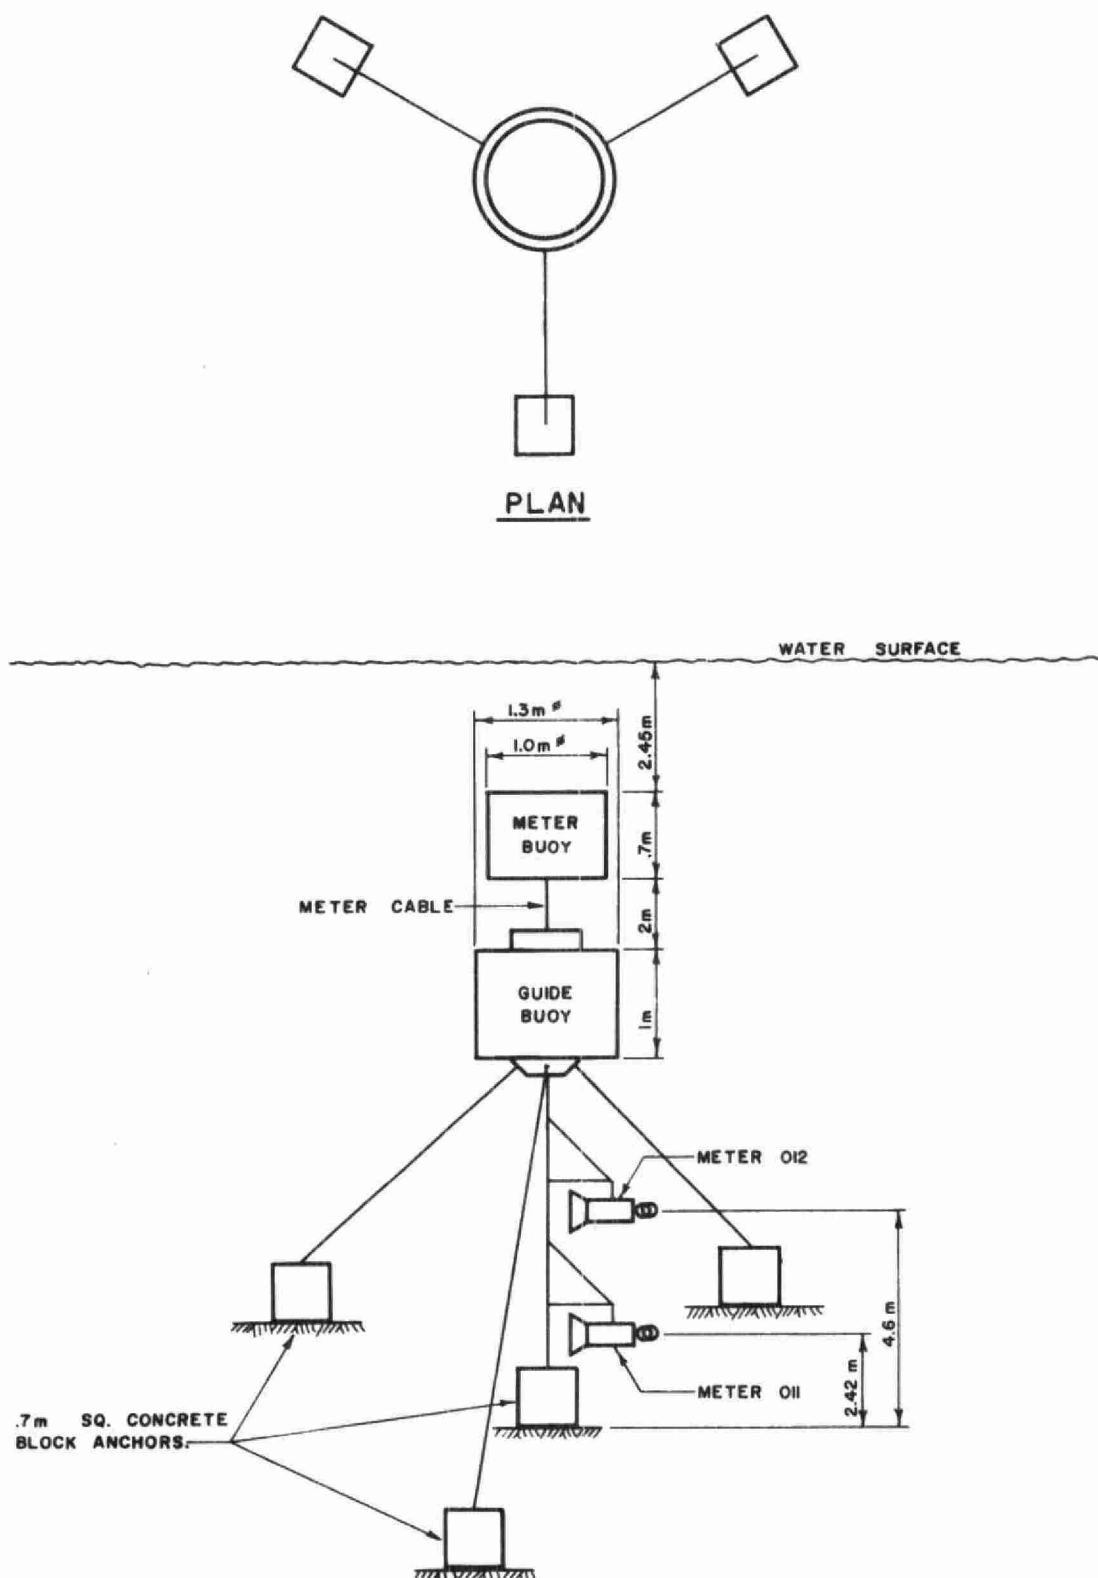 PLAN
WATER SURFACE
1.3m ø
1.0m ø
2.45m
METER
BUOY
.7m
METER CABLE
2m
GUIDE
BUOY
1m
METER 012
4.6 m
2.42 m
METER 011
.7m SQ. CONCRETE
BLOCK ANCHORS.